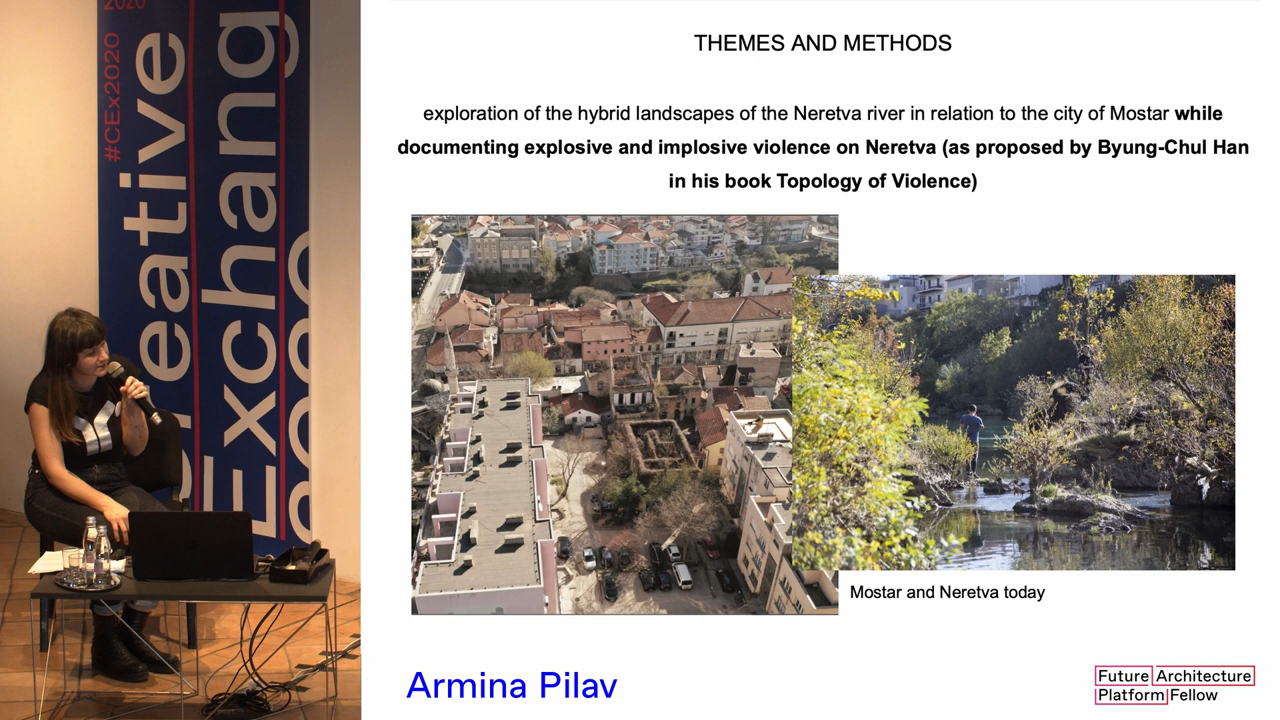 2020
#CEx2020
Creative
Exchang
THEMES AND METHODS
exploration of the hybrid landscapes of the Neretva river in relation to the city of Mostar while
documenting explosive and implosive violence on Neretva (as proposed by Byung-Chul Han
in his book Topology of Violence)
Mostar and Neretva today
Armina Pilav
Future Architecture
Platform Fellow